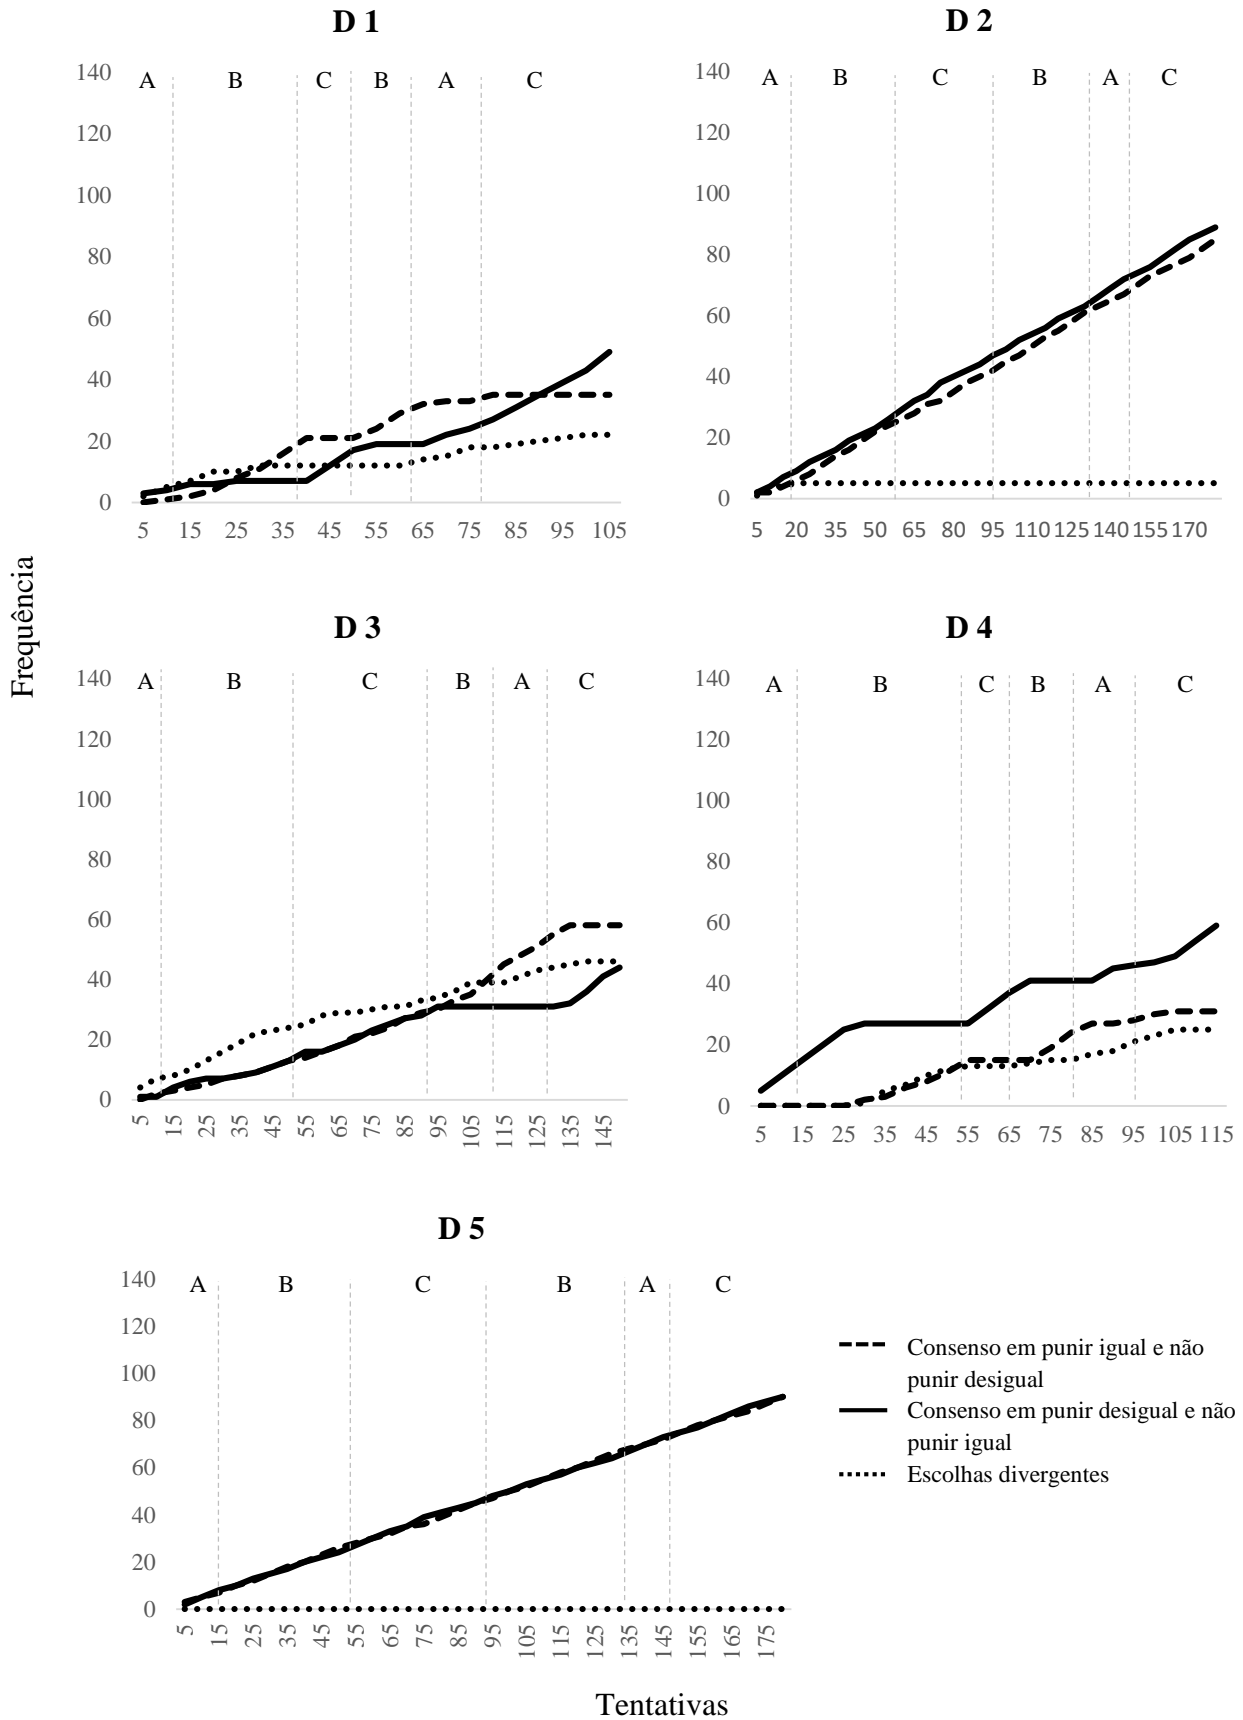 D 1
A B C B A C
140
120
100
80
60
40
20
0
5 15 25 35 45 55 65 75 85 95 105
D 2
A B C B A C
140
120
100
80
60
40
20
0
5 20 35 50 65 80 95 110 125 140 155 170
Frequência
D 3
A B C B A C
140
120
100
80
60
40
20
0
5 15 25 35 45 55 65 75 85 95 105 115 125 135 145
D 4
A B C B A C
140
120
100
80
60
40
20
0
5 15 25 35 45 55 65 75 85 95 105 115
D 5
A B C B A C
140
120
100
80
60
40
20
0
5 15 25 35 45 55 65 75 85 95 105 115 125 135 145 155 165 175
Consenso em punir igual e não
punir desigual
Consenso em punir desigual e não
punir igual
Escolhas divergentes
Tentativas